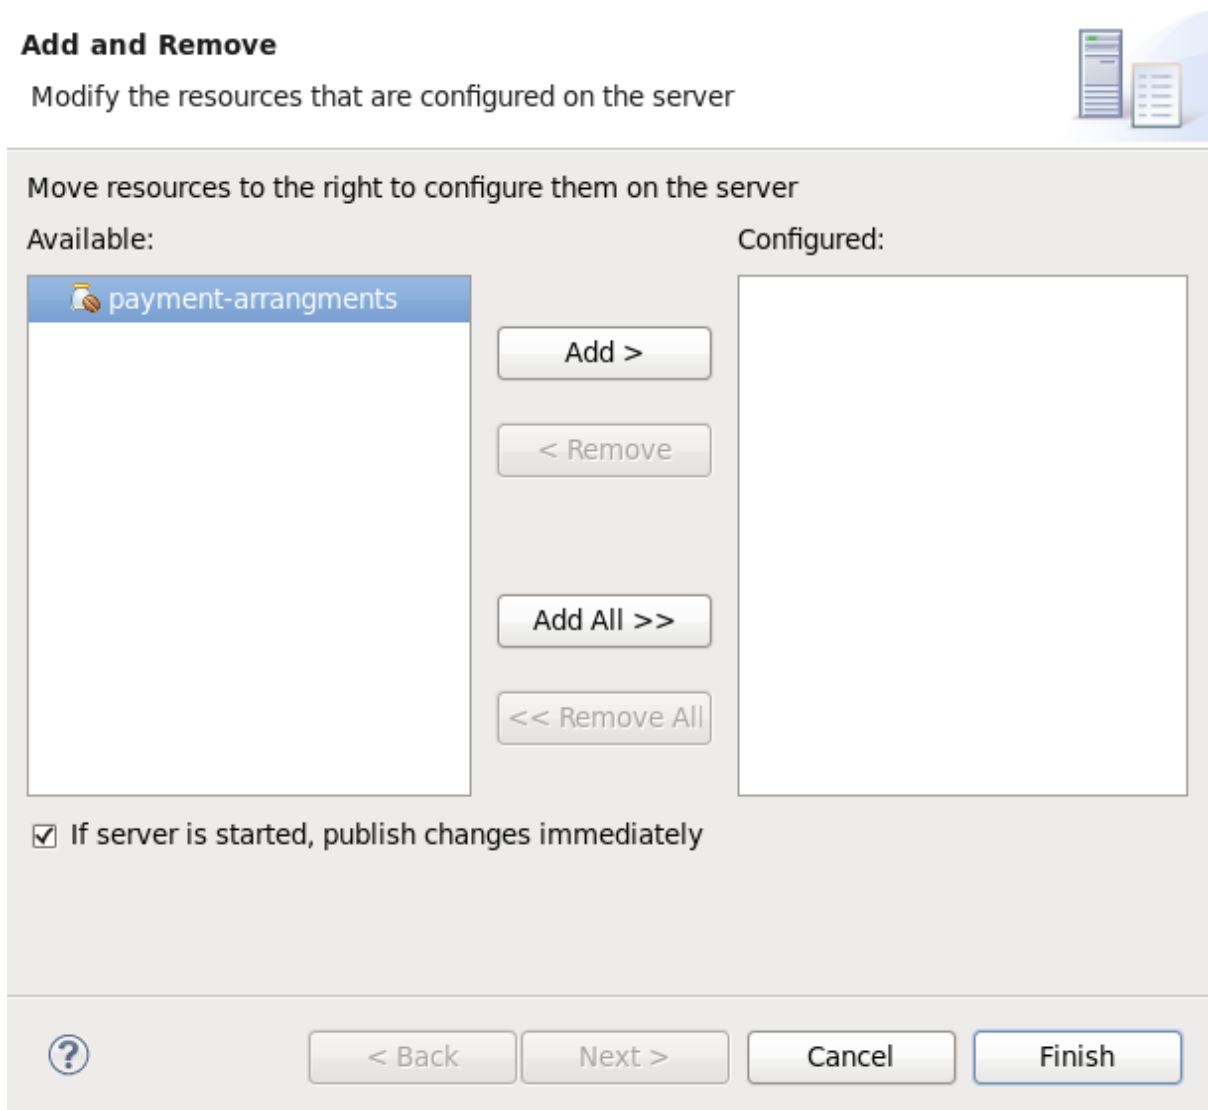 Add and Remove
Modify the resources that are configured on the server
Move resources to the right to configure them on the server
Available:
Configured:
payment-arrangments
Add >
< Remove
Add All >>
<< Remove All
If server is started, publish changes immediately
?
< Back
Next >
Cancel
Finish